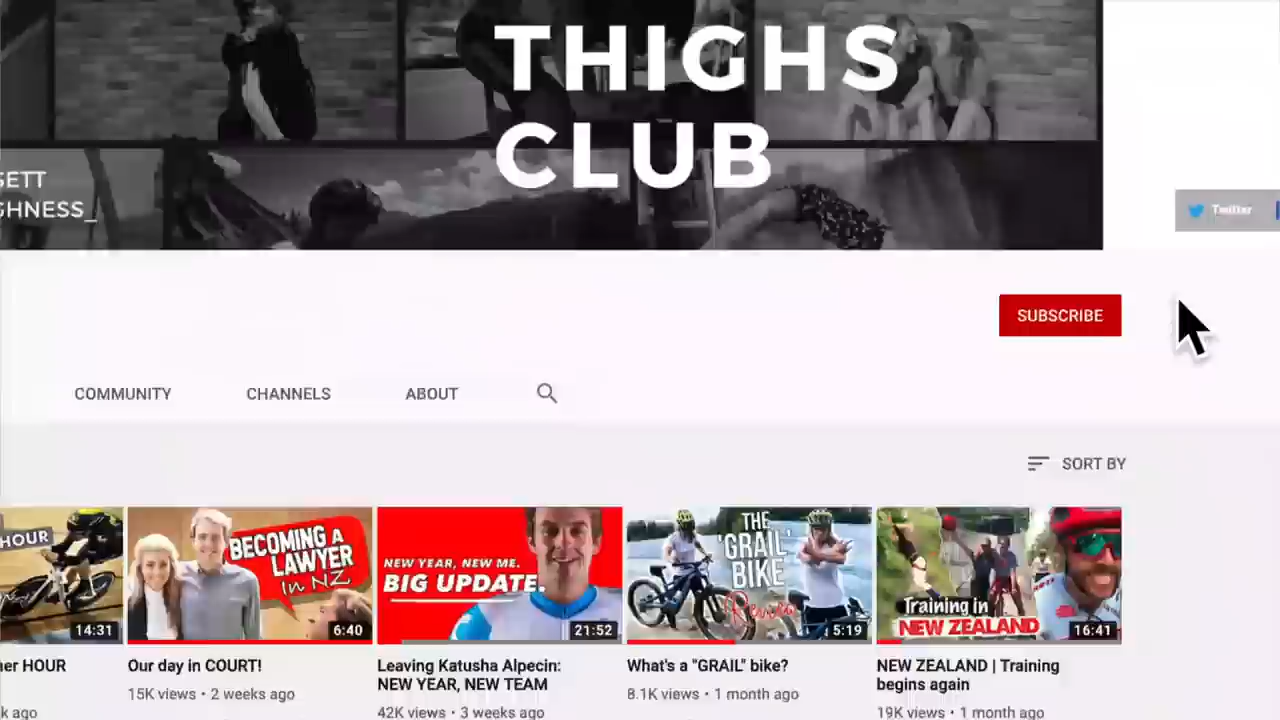 THIGHS
CLUB
SETT
GHNESS_
Twitter
SUBSCRIBE
COMMUNITY
CHANNELS
ABOUT
SORT BY
HOUR
14:31
BECOMING A
LAWYER
In NZ
6:40
NEW YEAR, NEW ME.
BIG UPDATE.
21:52
THE
'GRAIL'
BIKE
Review
5:19
Training in
NEW ZEALAND
16:41
er HOUR
k ago
Our day in COURT!
15K views • 2 weeks ago
Leaving Katusha Alpecin:
NEW YEAR, NEW TEAM
42K views • 3 weeks ago
What's a "GRAIL" bike?
8.1K views • 1 month ago
NEW ZEALAND | Training
begins again
19K views • 1 month ago